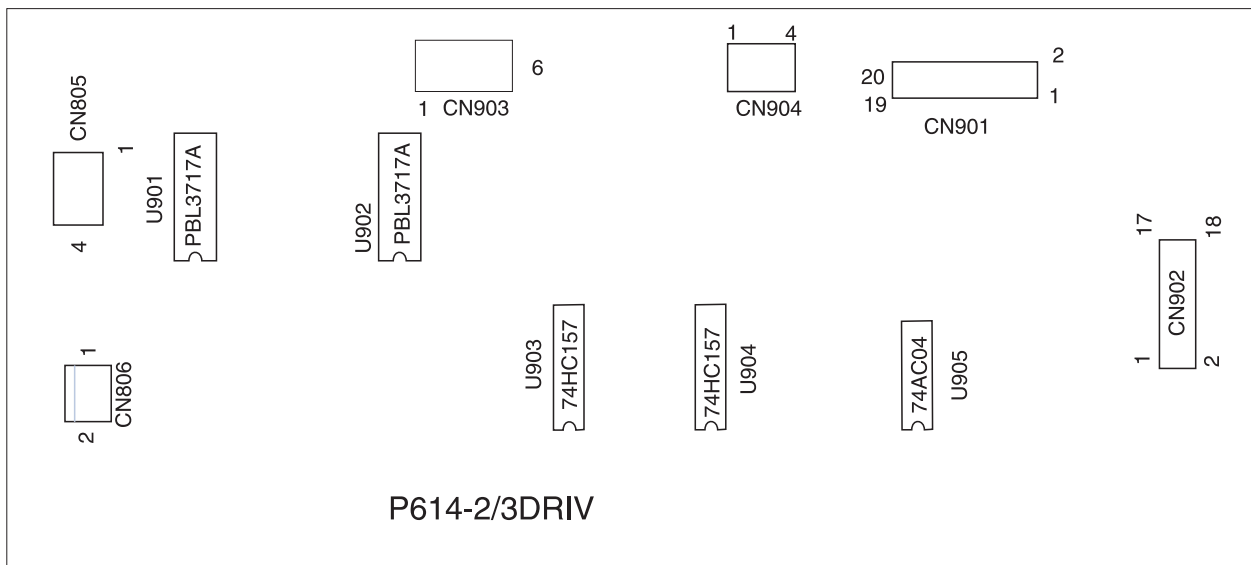 1 4
6
20 2
19 1
1 CN903
CN904
CN901
CN805
1
4
U901
PBL3717A
U902
PBL3717A
17 18
CN902
1 2
U903
74HC157
74HC157
U904
74AC04
U905
1
CN806
2
P614-2/3DRIV